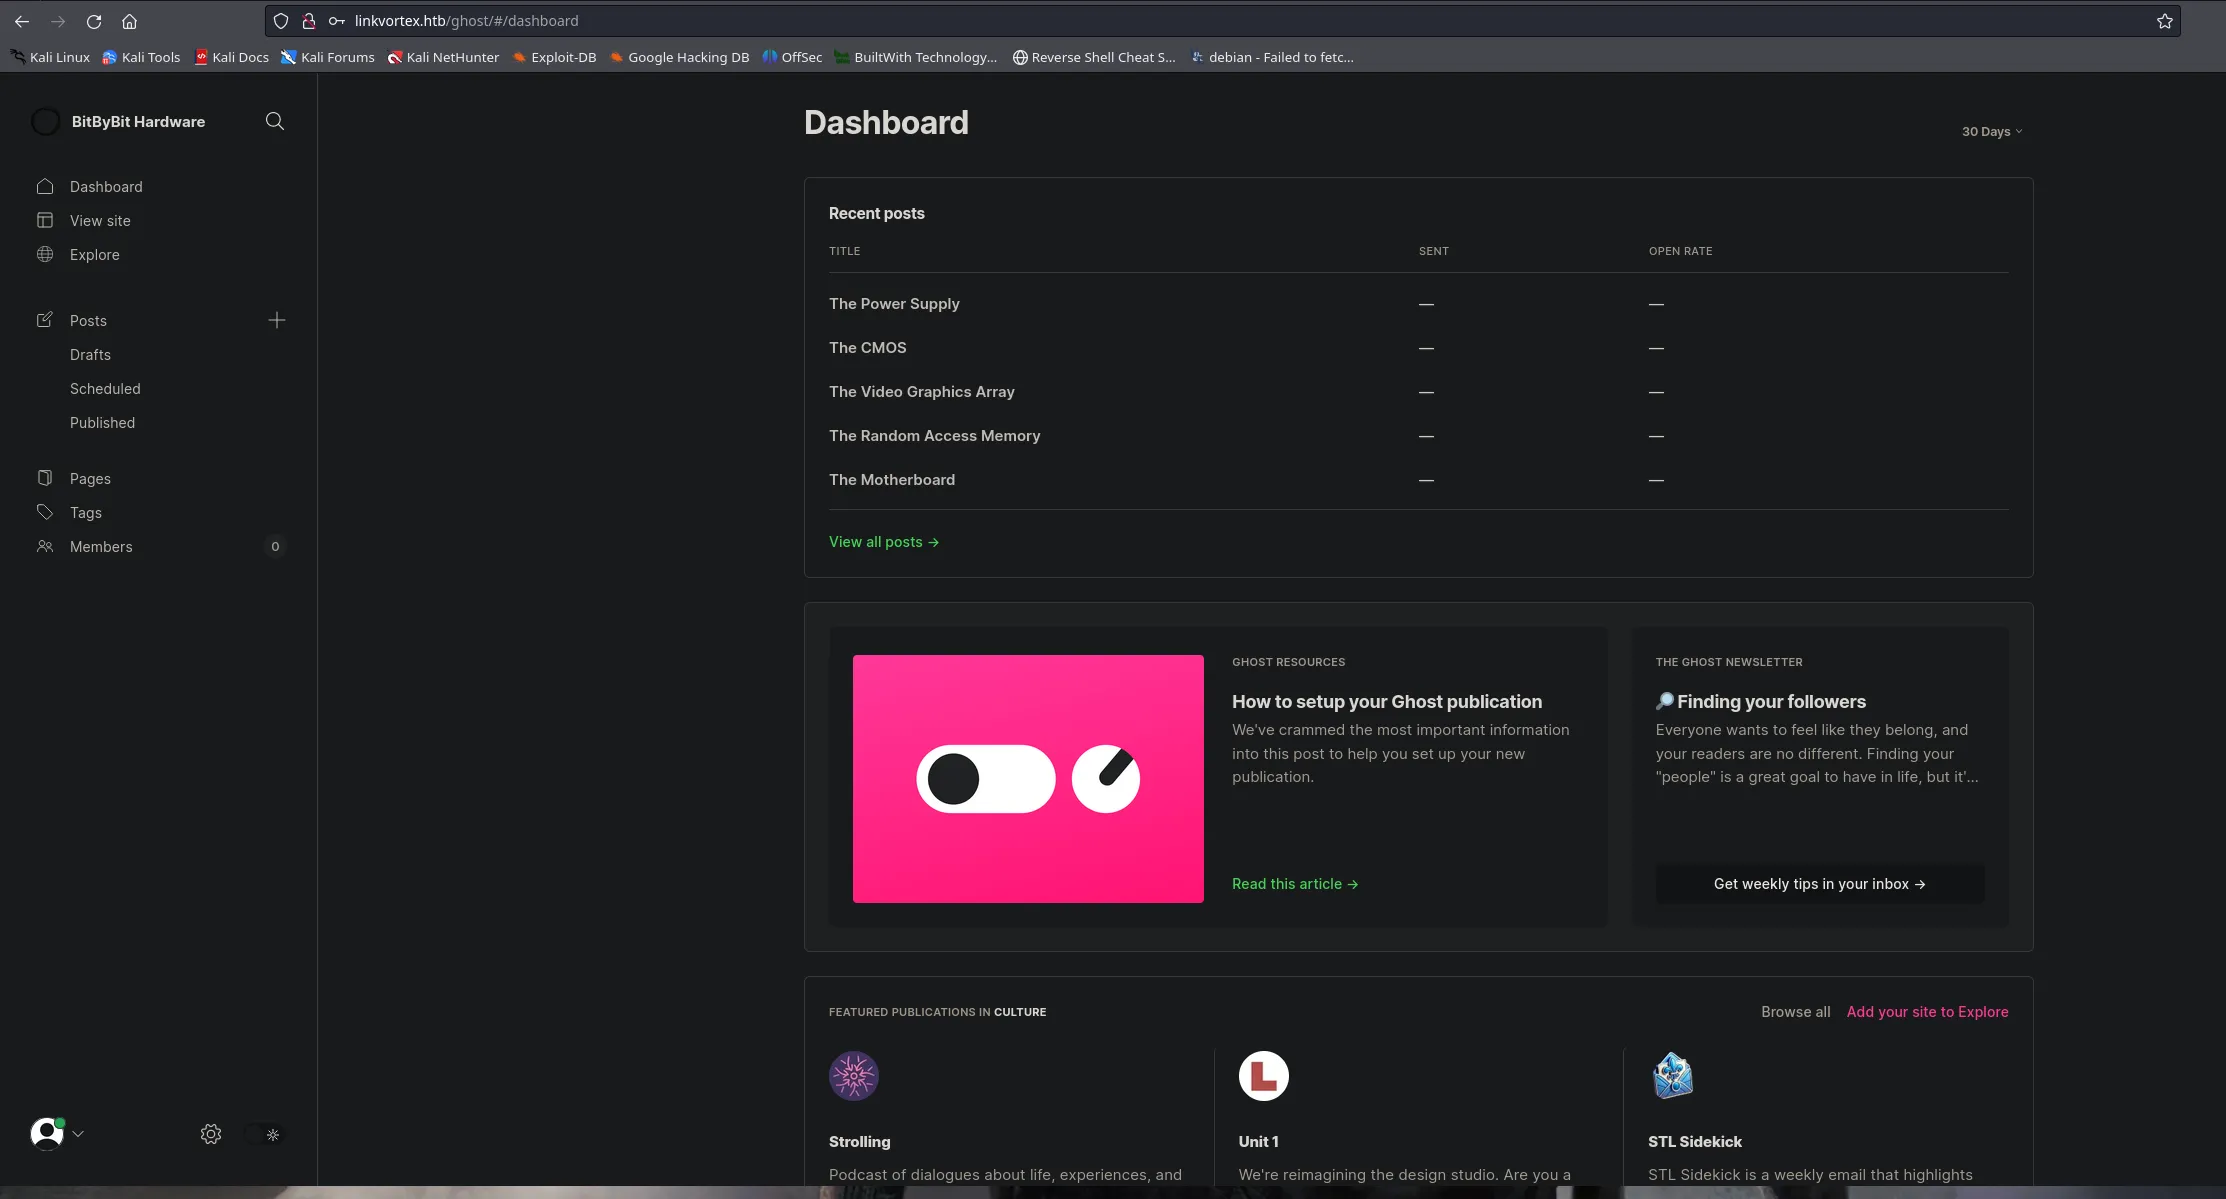 linkvortex.htb/ghost/#/dashboard
Kali Linux Kali Tools Kali Docs Kali Forums Kali NetHunter Exploit-DB Google Hacking DB OffSec BuiltWith Technology... Reverse Shell Cheat S... debian - Failed to fetc...
BitByBit Hardware
Dashboard
View site
Explore
Posts
Drafts
Scheduled
Published
Pages
Tags
Members 0
Dashboard
30 Days
Recent posts
TITLE SENT OPEN RATE
The Power Supply — —
The CMOS — —
The Video Graphics Array — —
The Random Access Memory — —
The Motherboard — —
View all posts →
GHOST RESOURCES
How to setup your Ghost publication
We've crammed the most important information
into this post to help you set up your new
publication.
Read this article →
THE GHOST NEWSLETTER
🔎 Finding your followers
Everyone wants to feel like they belong, and
your readers are no different. Finding your
"people" is a great goal to have in life, but it'...
Get weekly tips in your inbox →
FEATURED PUBLICATIONS IN CULTURE
Browse all Add your site to Explore
L
Strolling
Podcast of dialogues about life, experiences, and
Unit 1
We're reimagining the design studio. Are you a
STL Sidekick
STL Sidekick is a weekly email that highlights